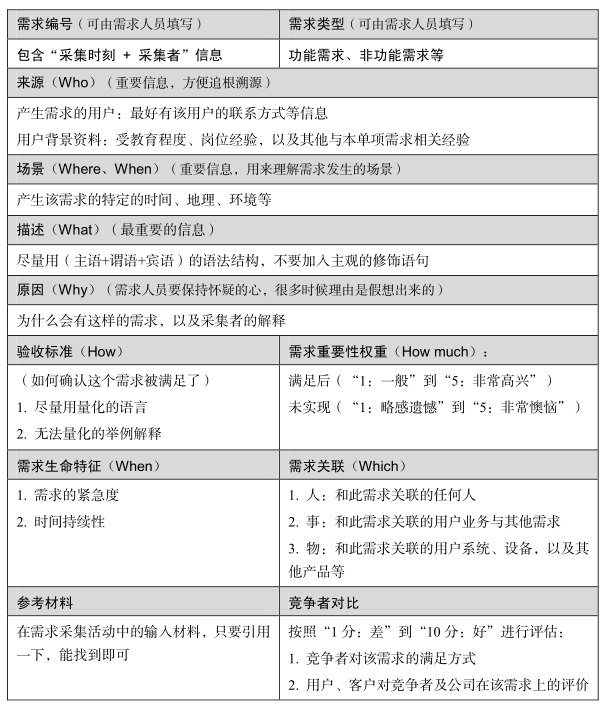 需求编号（可由需求人员填写）
需求类型（可由需求人员填写）
包含“采集时刻 + 采集者”信息
功能需求、非功能需求等
来源（Who）（重要信息，方便追根溯源）
产生需求的用户：最好有该用户的联系方式等信息
用户背景资料：受教育程度、岗位经验，以及其他与本单项需求相关经验
场景（Where、When）（重要信息，用来理解需求发生的场景）
产生该需求的特定的时间、地理、环境等
描述（What）（最重要的信息）
尽量用（主语+谓语+宾语）的语法结构，不要加入主观的修饰语句
原因（Why）（需求人员要保持怀疑的心，很多时候理由是假想出来的）
为什么会有这样的需求，以及采集者的解释
验收标准（How）
（如何确认这个需求被满足了）
1. 尽量用量化的语言
2. 无法量化的举例解释
需求重要性权重（How much）：
满足后（“1：一般”到“5：非常高兴”）
未实现（“1：略感遗憾”到“5：非常懊恼”）
需求生命特征（When）
1. 需求的紧急度
2. 时间持续性
需求关联（Which）
1. 人：和此需求关联的任何人
2. 事：和此需求关联的用户业务与其他需求
3. 物：和此需求关联的用户系统、设备，以及其
他产品等
参考材料
在需求采集活动中的输入材料，只要引用
一下，能找到即可
竞争者对比
按照“1 分：差”到“10 分：好”进行评估：
1. 竞争者对该需求的满足方式
2. 用户、客户对竞争者及公司在该需求上的评价